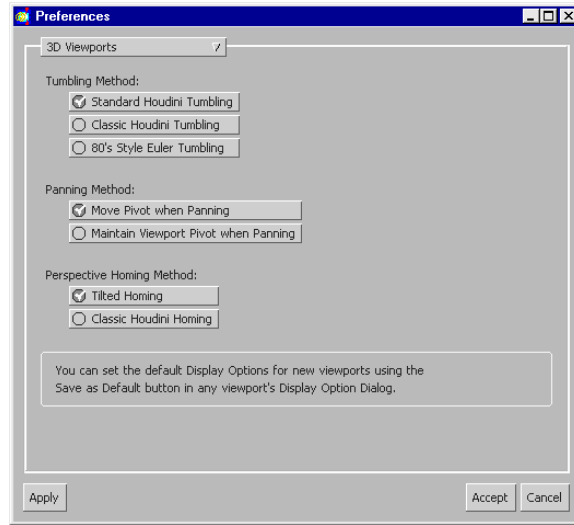 Preferences
3D Viewports
Tumbling Method:
Standard Houdini Tumbling
Classic Houdini Tumbling
80's Style Euler Tumbling
Panning Method:
Move Pivot when Panning
Maintain Viewport Pivot when Panning
Perspective Homing Method:
Tilted Homing
Classic Houdini Homing
You can set the default Display Options for new viewports using the
Save as Default button in any viewport's Display Option Dialog.
Apply
Accept
Cancel